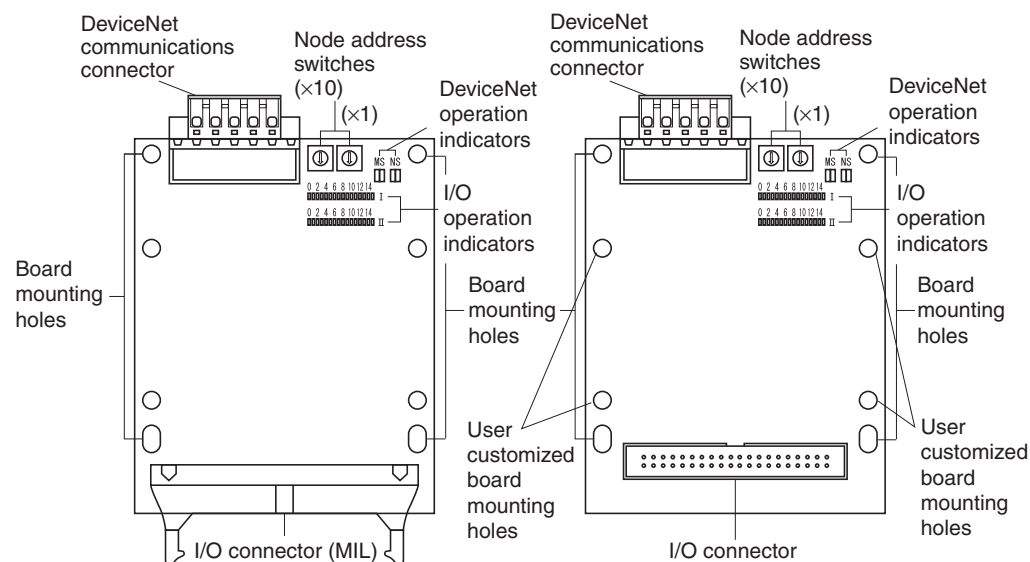 DeviceNet
communications
connector
Node address
switches
(×10)
(×1)
DeviceNet
operation
indicators
MS NS
0 2 4 6 8 10 12 14
I
0 2 4 6 8 10 12 14
II
I/O
operation
indicators
Board
mounting
holes
Board
mounting
holes
User
customized
board
mounting
holes
I/O connector (MIL)
DeviceNet
communications
connector
Node address
switches
(×10)
(×1)
DeviceNet
operation
indicators
MS NS
0 2 4 6 8 10 12 14
I
0 2 4 6 8 10 12 14
II
I/O
operation
indicators
Board
mounting
holes
User
customized
board
mounting
holes
I/O connector